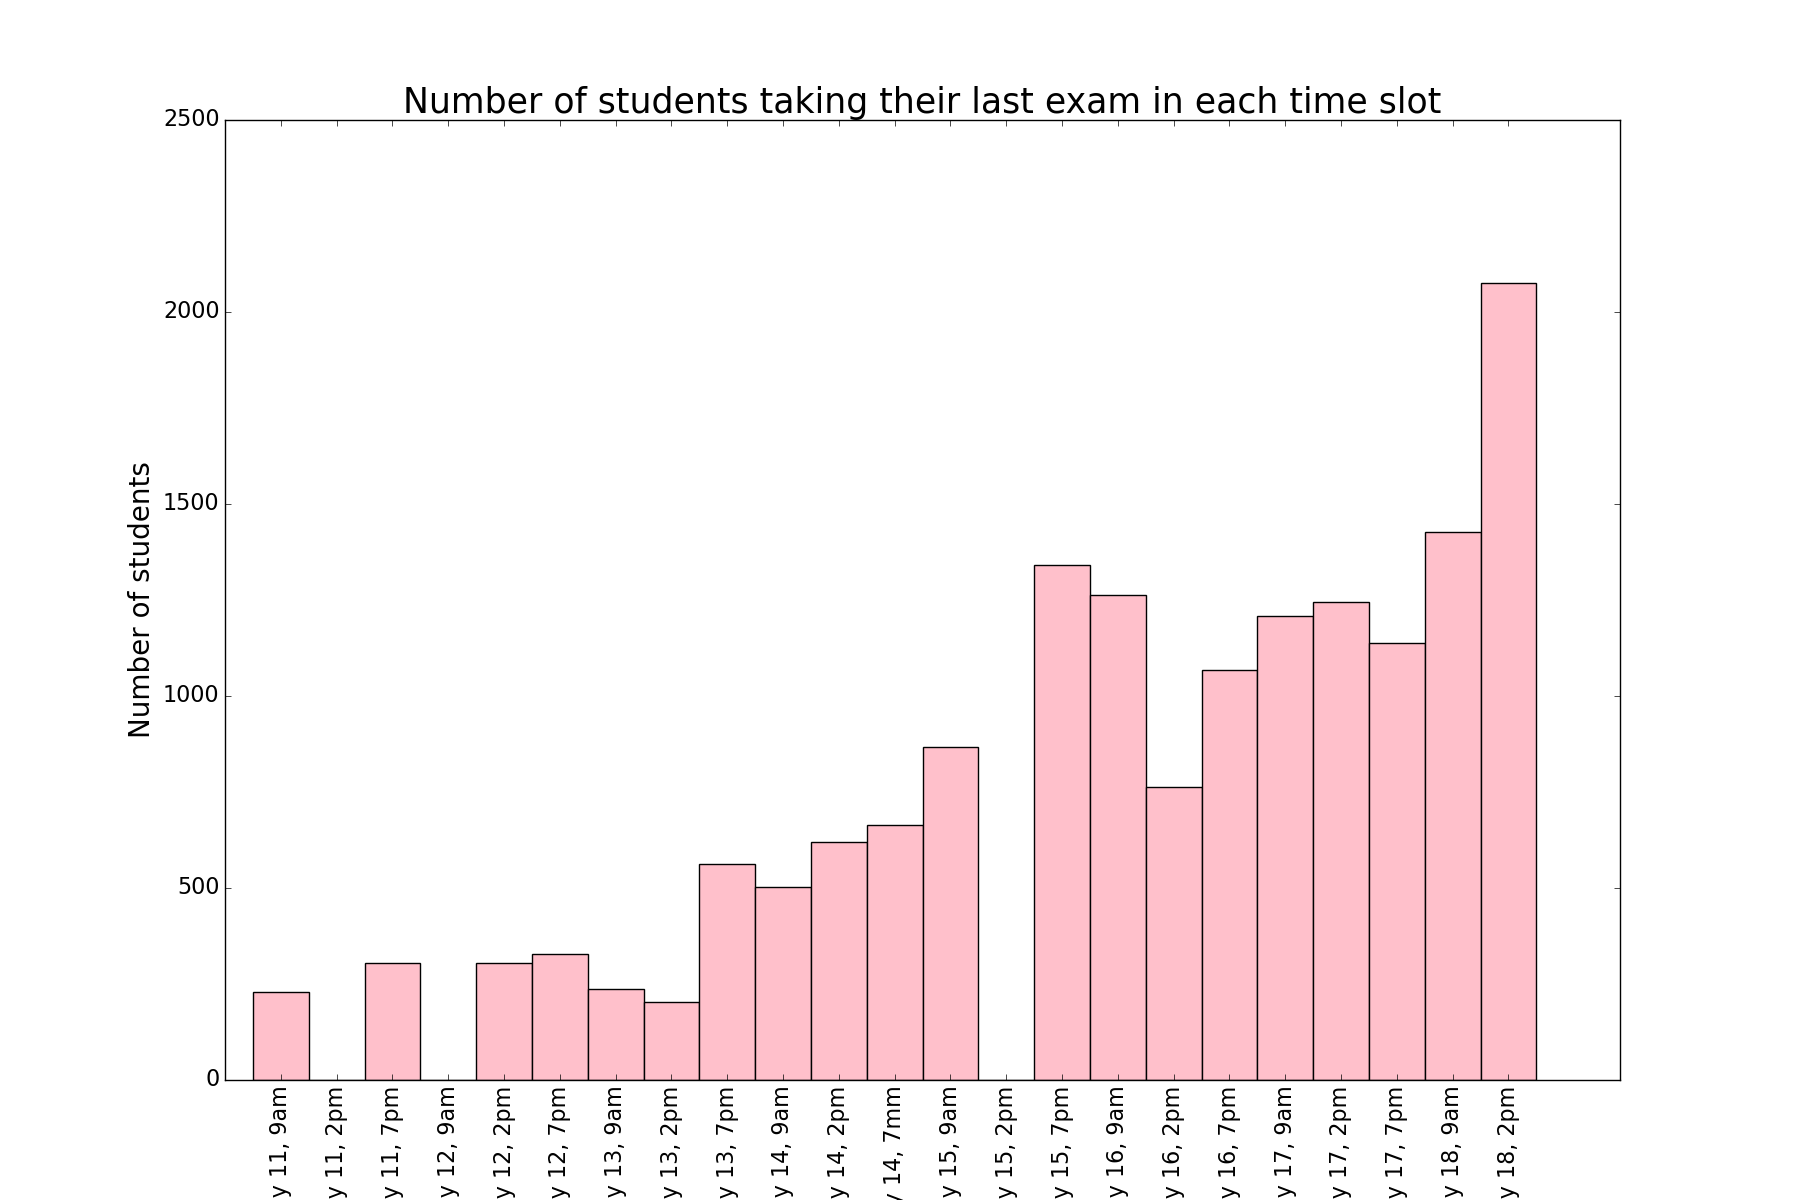 Number of students taking their last exam in each time slot
2500
2000
1500
1000
500
0
Number of students
y 11, 9am
y 11, 2pm
y 11, 7pm
y 12, 9am
y 12, 2pm
y 12, 7pm
y 13, 9am
y 13, 2pm
y 13, 7pm
y 14, 9am
y 14, 2pm
y 14, 7mm
y 15, 9am
y 15, 2pm
y 15, 7pm
y 16, 9am
y 16, 2pm
y 16, 7pm
y 17, 9am
y 17, 2pm
y 17, 7pm
y 18, 9am
y 18, 2pm